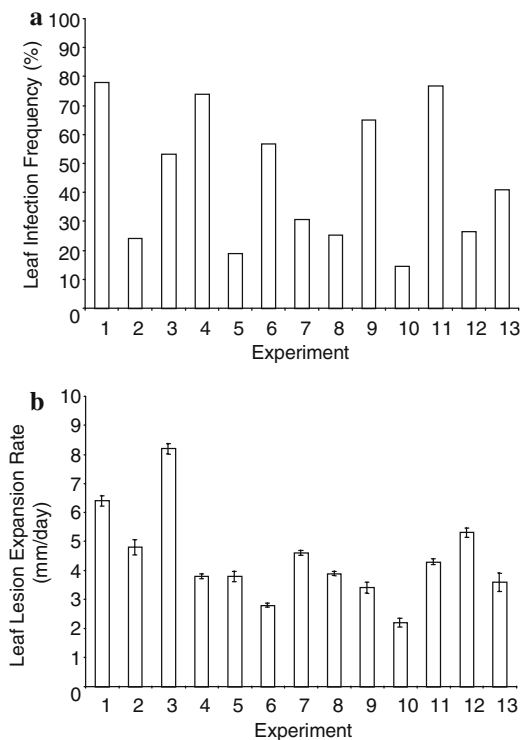 a
Leaf Infection Frequency (%)
100
90
80
70
60
50
40
30
20
10
0
1 2 3 4 5 6 7 8 9 10 11 12 13
Experiment
b
Leaf Lesion Expansion Rate
(mm/day)
10
9
8
7
6
5
4
3
2
1
0
1 2 3 4 5 6 7 8 9 10 11 12 13
Experiment